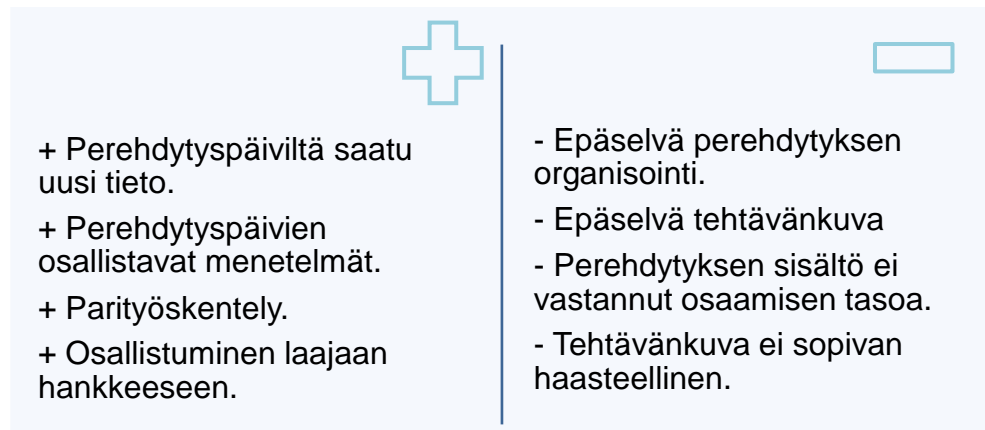 + Perehdytyspäiviltä saatu
uusi tieto.
+ Perehdytyspäivien
osallistavat menetelmät.
+ Parityöskentely.
+ Osallistuminen laajaan
hankkeeseen.
- Epäselvä perehdytyksen
organisointi.
- Epäselvä tehtävänkuva
- Perehdytyksen sisältö ei
vastannut osaamisen tasoa.
- Tehtävänkuva ei sopivan
haasteellinen.